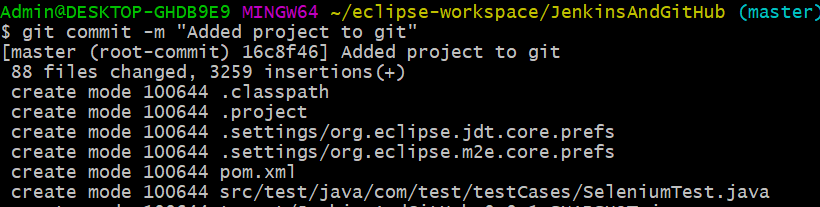 Admin@DESKTOP-GHDB9E9 MINGW64 ~/eclipse-workspace/JenkinsAndGitHub (master)
$ git commit -m "Added project to git"
[master (root-commit) 16c8f46] Added project to git
 88 files changed, 3259 insertions(+)
 create mode 100644 .classpath
 create mode 100644 .project
 create mode 100644 .settings/org.eclipse.jdt.core.prefs
 create mode 100644 .settings/org.eclipse.m2e.core.prefs
 create mode 100644 pom.xml
 create mode 100644 src/test/java/com/test/testCases/SeleniumTest.java